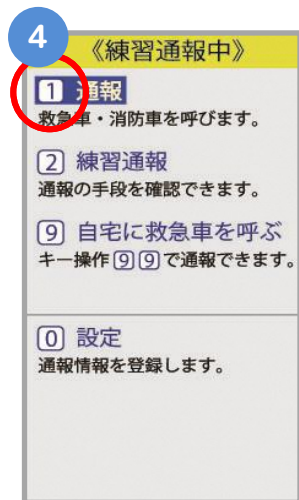 4
《練習通報中》
1 通報
救急車・消防車を呼びます。
2 練習通報
通報の手段を確認できます。
9 自宅に救急車を呼ぶ
キー操作99で通報できます。
0 設定
通報情報を登録します。